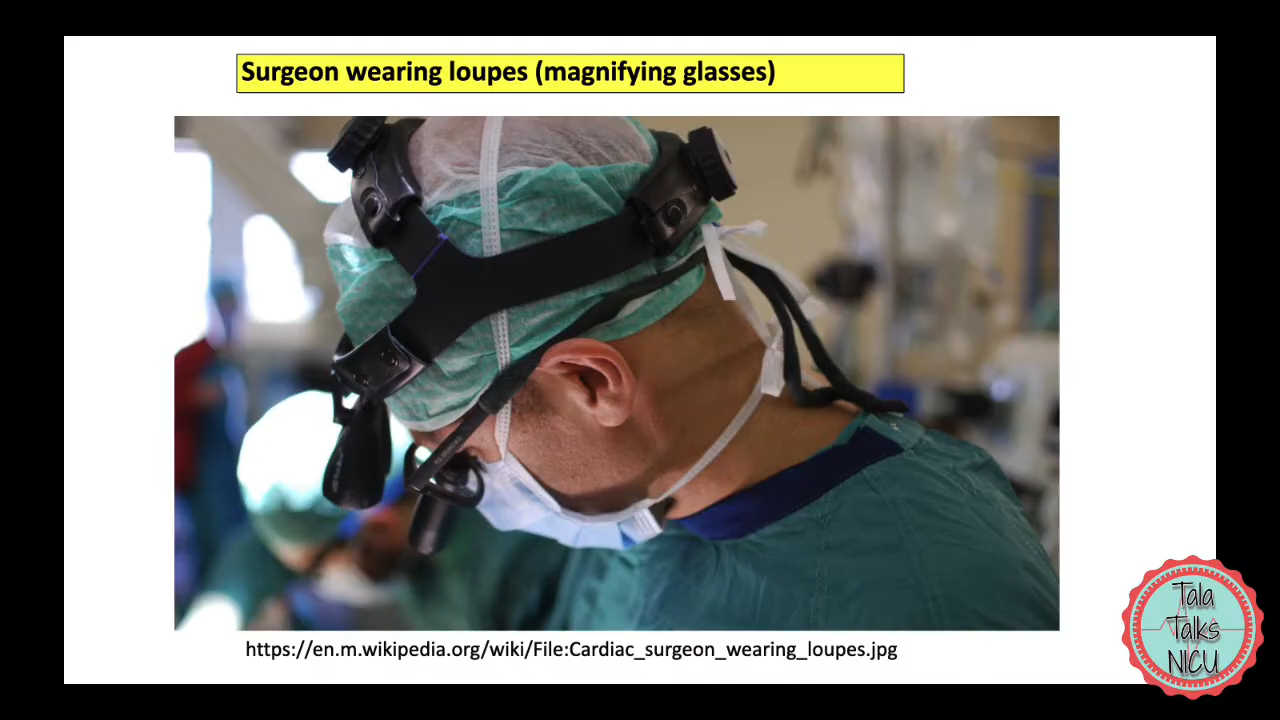 Surgeon wearing loupes (magnifying glasses)
https://en.m.wikipedia.org/wiki/File:Cardiac_surgeon_wearing_loupes.jpg
Tala
Talks
NICU